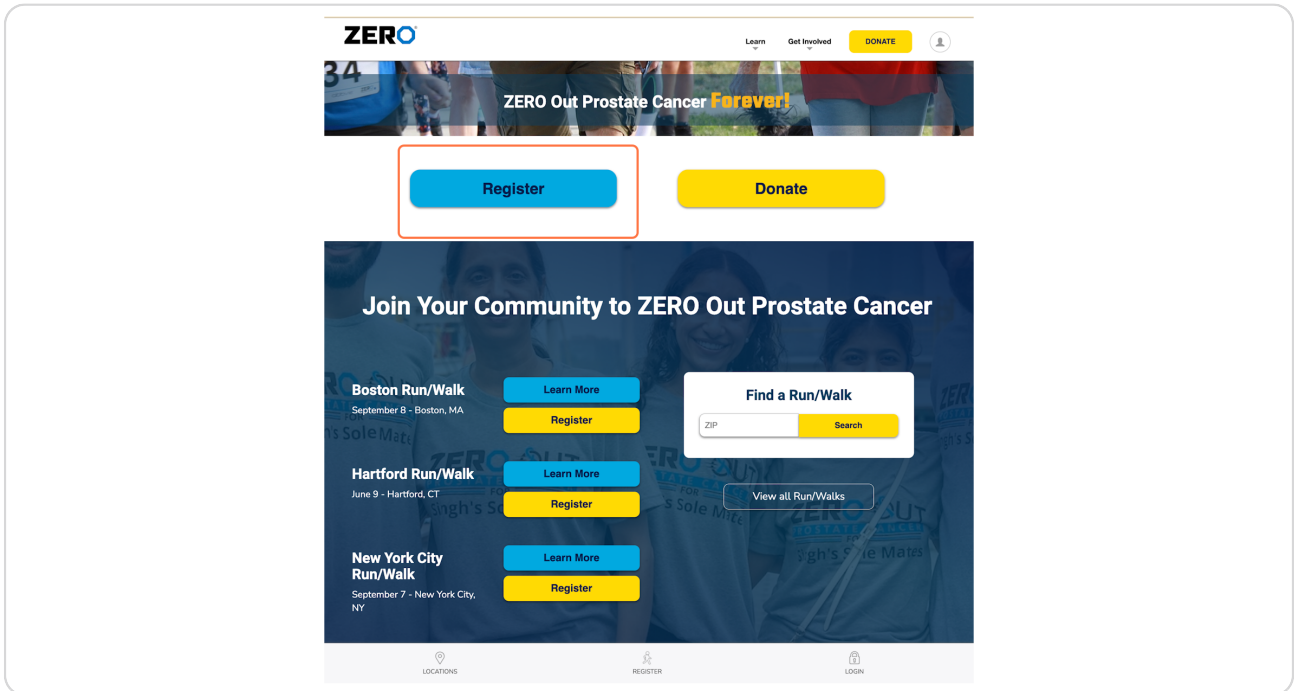 ZERO
Learn
Get Involved
DONATE
34
ZERO Out Prostate Cancer Forever!
Register
Donate
Join Your Community to ZERO Out Prostate Cancer
Boston Run/Walk
September 8 - Boston, MA
Learn More
Register
Hartford Run/Walk
June 9 - Hartford, CT
Learn More
Register
New York City
Run/Walk
September 7 - New York City,
NY
Learn More
Register
Find a Run/Walk
ZIP
Search
View all Run/Walks
LOCATIONS
REGISTER
LOGIN